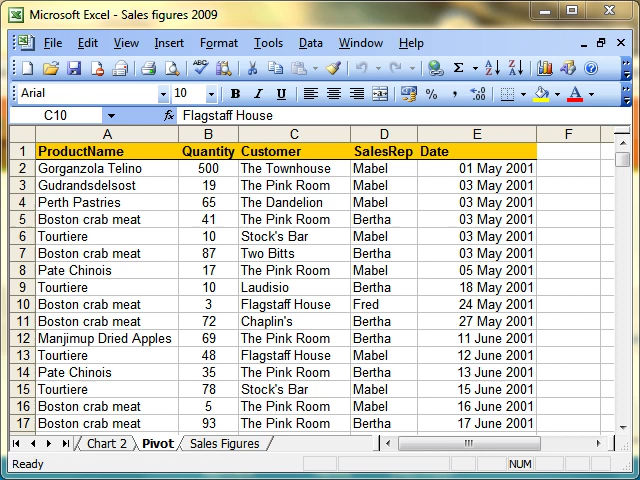 Microsoft Excel - Sales figures 2009
File Edit View Insert Format Tools Data Window Help
Arial 10 B I U % ,
C10 fx Flagstaff House
A B C D E F
1 ProductName Quantity Customer SalesRep Date
2 Gorganzola Telino 500 The Townhouse Mabel 01 May 2001
3 Gudrandsdelsost 19 The Pink Room Mabel 03 May 2001
4 Perth Pastries 65 The Dandelion Mabel 03 May 2001
5 Boston crab meat 41 The Pink Room Bertha 03 May 2001
6 Tourtiere 10 Stock's Bar Mabel 03 May 2001
7 Boston crab meat 87 Two Bitts Bertha 03 May 2001
8 Pate Chinois 17 The Pink Room Mabel 05 May 2001
9 Tourtiere 10 Laudisio Bertha 18 May 2001
10 Boston crab meat 3 Flagstaff House Fred 24 May 2001
11 Boston crab meat 72 Chaplin's Bertha 27 May 2001
12 Manjimup Dried Apples 69 The Pink Room Bertha 11 June 2001
13 Tourtiere 48 Flagstaff House Mabel 12 June 2001
14 Pate Chinois 35 The Pink Room Bertha 13 June 2001
15 Tourtiere 78 Stock's Bar Mabel 15 June 2001
16 Boston crab meat 5 The Pink Room Mabel 16 June 2001
17 Boston crab meat 93 The Pink Room Bertha 17 June 2001
Chart 2 Pivot Sales Figures
Ready NUM